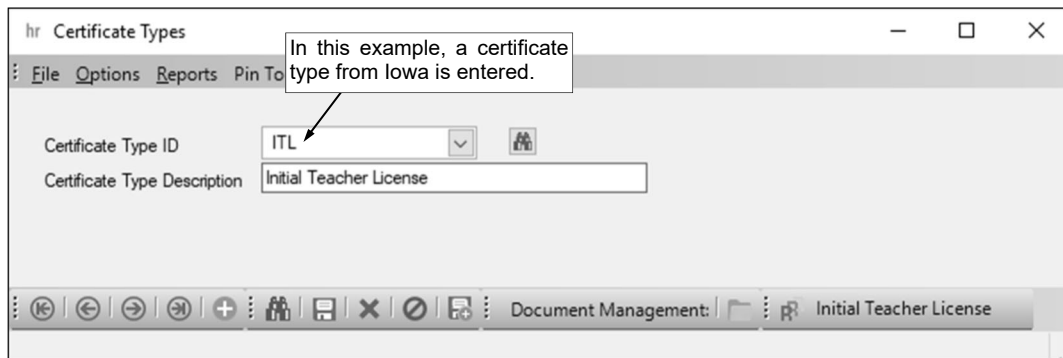 hr Certificate Types
In this example, a certificate
type from Iowa is entered.
File Options Reports Pin To
Certificate Type ID ITL
Certificate Type Description Initial Teacher License
Document Management: Initial Teacher License